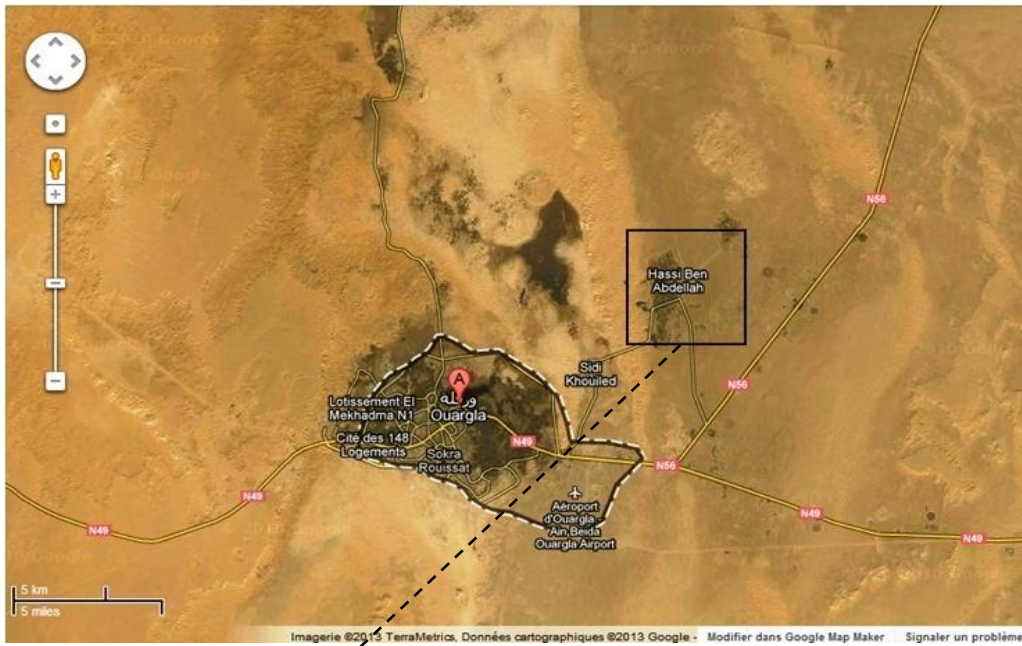 N56
Hassi Ben
Abdellah
Sidi
Khouiled
N56
A
ورقلة
Ouargla
Lotissement El
Mekhadma N1
Cité des 148
Logements
Sokra
Rouissat
N49
N56
N49
N49
N49
N49
Aéroport
d'Ouargla -
Ain Beida
Ouargla Airport
5 km
5 miles
Imagerie ©2013 TerraMetrics, Données cartographiques ©2013 Google - Modifier dans Google Map Maker Signaler un problème